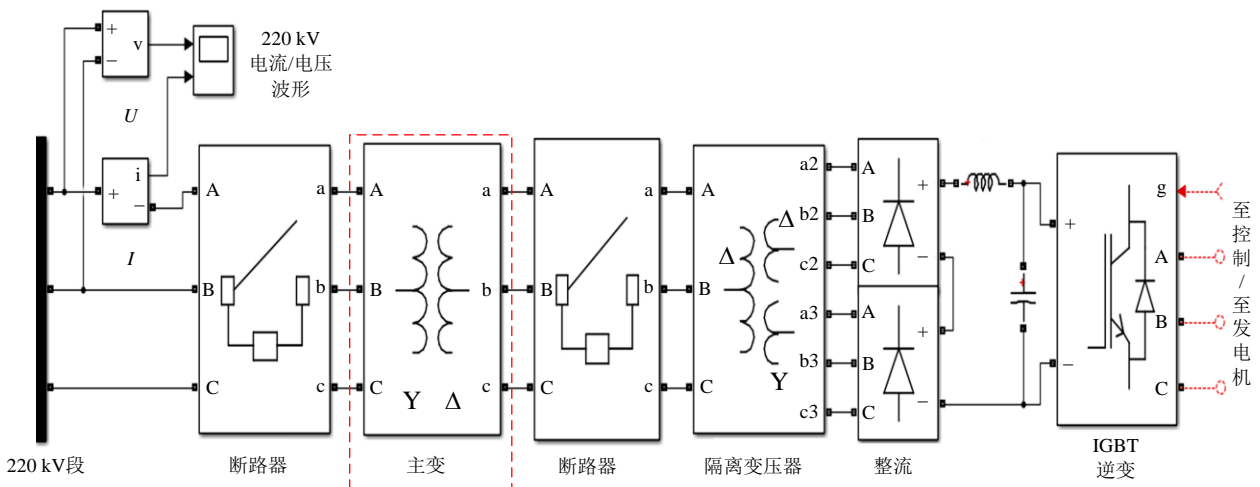 +
−
v
220 kV
电流/电压
波形
U
+
i
−
I
A
B
C
a
b
c
A
B
C
a
b
c
Y Δ
A
B
C
a
b
c
A
B
C
Δ
Δ
Y
a2
b2
c2
a3
b3
c3
A
B
C
+
−
A
B
C
+
−
+
−
g
A
B
C
+
+
至控制/至发电机
220 kV段
断路器
主变
断路器
隔离变压器
整流
IGBT
逆变